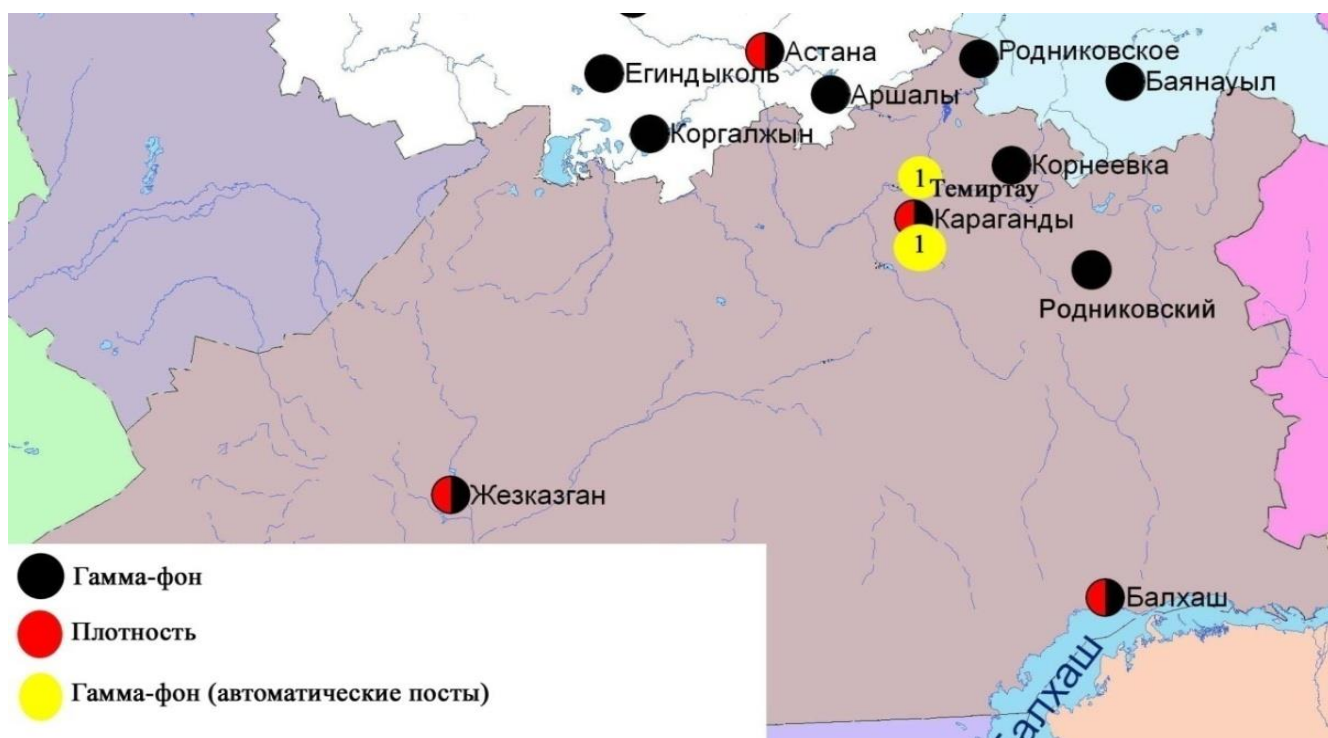 Астана
Родниковское
Егиндыколь
Баянауыл
Аршалы
Коргалжын
Корнеевка
1
Темиртау
Караганды
1
Родниковский
Жезказган
Гамма-фон
Балхаш
Плотность
Гамма-фон (автоматические посты)
Балхаш